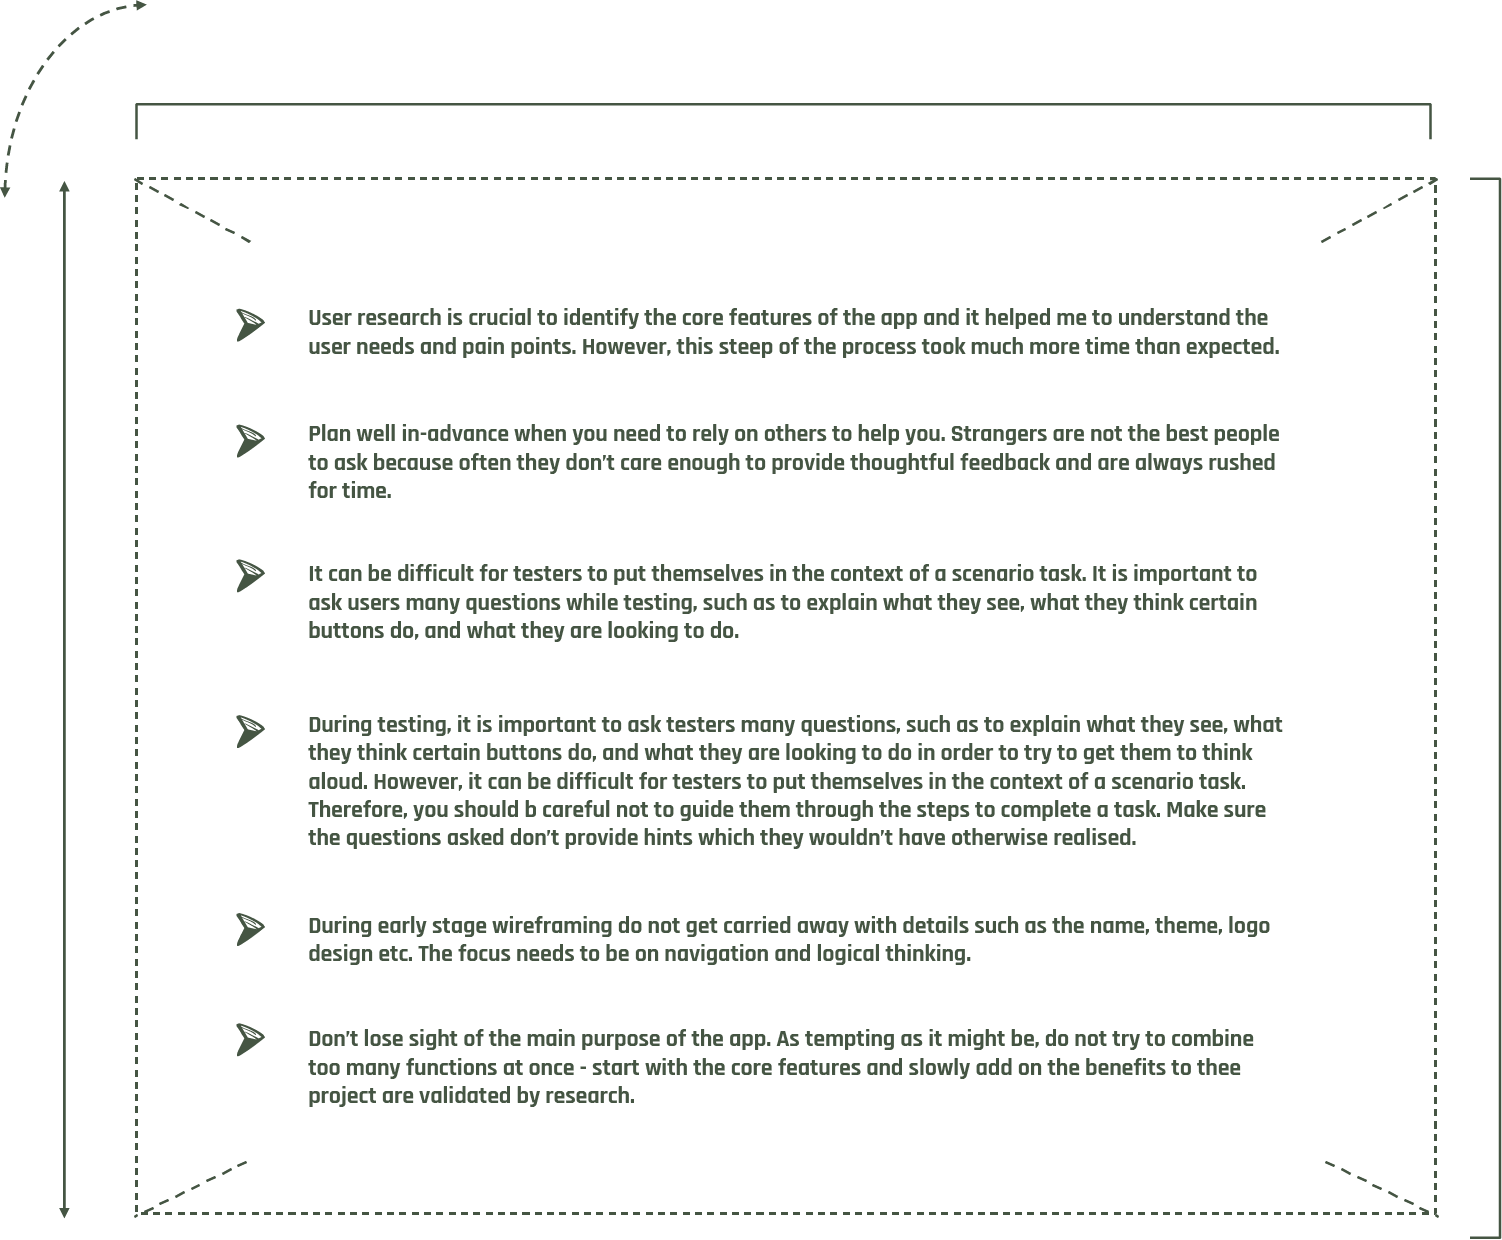 User research is crucial to identify the core features of the app and it helped me to understand the
user needs and pain points. However, this steep of the process took much more time than expected.
Plan well in-advance when you need to rely on others to help you. Strangers are not the best people
to ask because often they don't care enough to provide thoughtful feedback and are always rushed
for time.
It can be difficult for testers to put themselves in the context of a scenario task. It is important to
ask users many questions while testing, such as to explain what they see, what they think certain
buttons do, and what they are looking to do.
During testing, it is important to ask testers many questions, such as to explain what they see, what
they think certain buttons do, and what they are looking to do in order to try to get them to think
aloud. However, it can be difficult for testers to put themselves in the context of a scenario task.
Therefore, you should b careful not to guide them through the steps to complete a task. Make sure
the questions asked don't provide hints which they wouldn't have otherwise realised.
During early stage wireframing do not get carried away with details such as the name, theme, logo
design etc. The focus needs to be on navigation and logical thinking.
Don't lose sight of the main purpose of the app. As tempting as it might be, do not try to combine
too many functions at once - start with the core features and slowly add on the benefits to thee
project are validated by research.